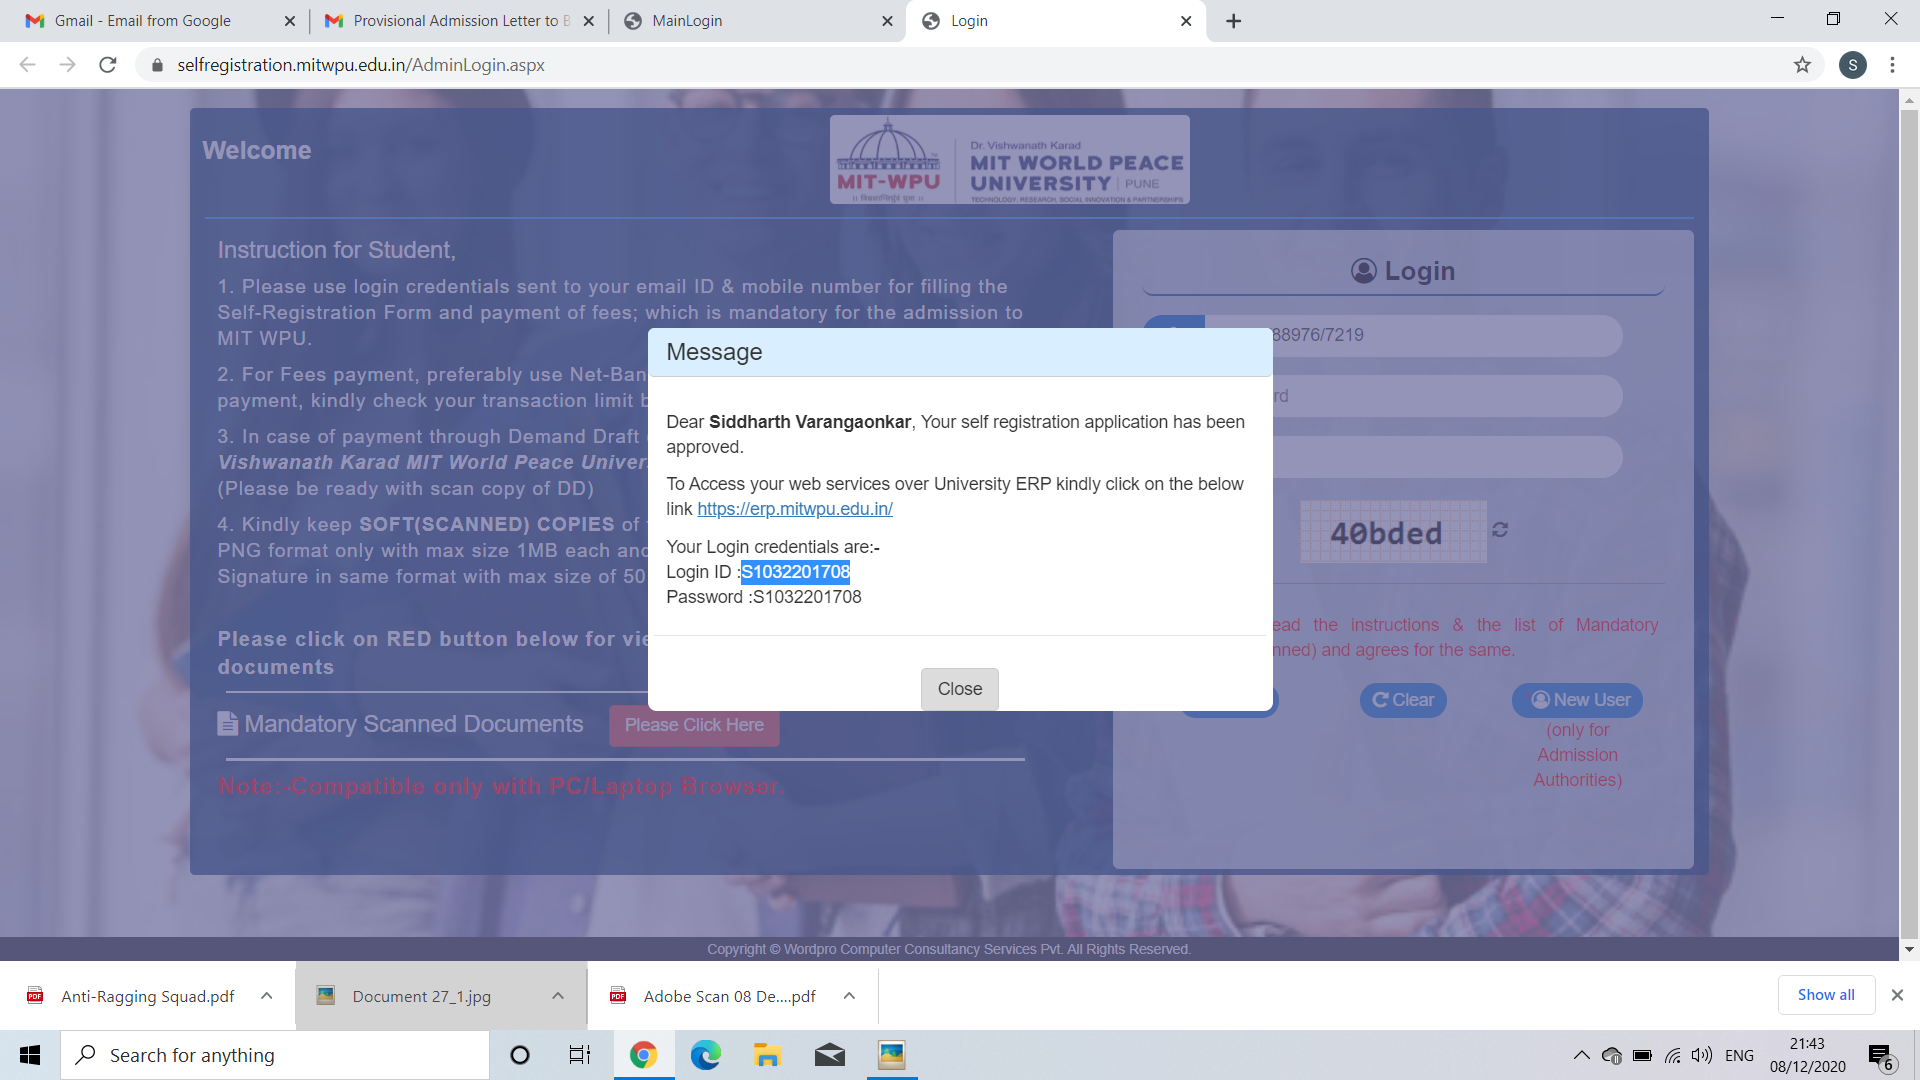 Gmail - Email from Google
Provisional Admission Letter to B
MainLogin
Login
selfregistration.mitwpu.edu.in/AdminLogin.aspx
S
Welcome
Dr. Vishwanath Karad
MIT WORLD PEACE
UNIVERSITY | PUNE
TECHNOLOGY, RESEARCH, SOCIAL INNOVATION & PARTNERSHIPS
MIT-WPU
Instruction for Student,
1. Please use login credentials sent to your email ID & mobile number for filling the
Self-Registration Form and payment of fees; which is mandatory for the admission to
MIT WPU.
2. For Fees payment, preferably use Net-Ban
payment, kindly check your transaction limit
3. In case of payment through Demand Draft
Vishwanath Karad MIT World Peace Univer
(Please be ready with scan copy of DD)
4. Kindly keep SOFT(SCANNED) COPIES of
PNG format only with max size 1MB each and
Signature in same format with max size of 50
Please click on RED button below for vie
documents
Mandatory Scanned Documents
Please Click Here
Note:-Compatible only with PC/Laptop Browser.
Login
88976/7219
rd
40bded
ead the instructions & the list of Mandatory
nned) and agrees for the same.
Clear
New User
(only for
Admission
Authorities)
Message
Dear Siddharth Varangaonkar, Your self registration application has been
approved.
To Access your web services over University ERP kindly click on the below
link https://erp.mitwpu.edu.in/
Your Login credentials are:-
Login ID :S1032201708
Password :S1032201708
Close
Copyright © Wordpro Computer Consultancy Services Pvt. All Rights Reserved.
Anti-Ragging Squad.pdf
Document 27_1.jpg
Adobe Scan 08 De....pdf
Show all
Search for anything
ENG
21:43
08/12/2020
6